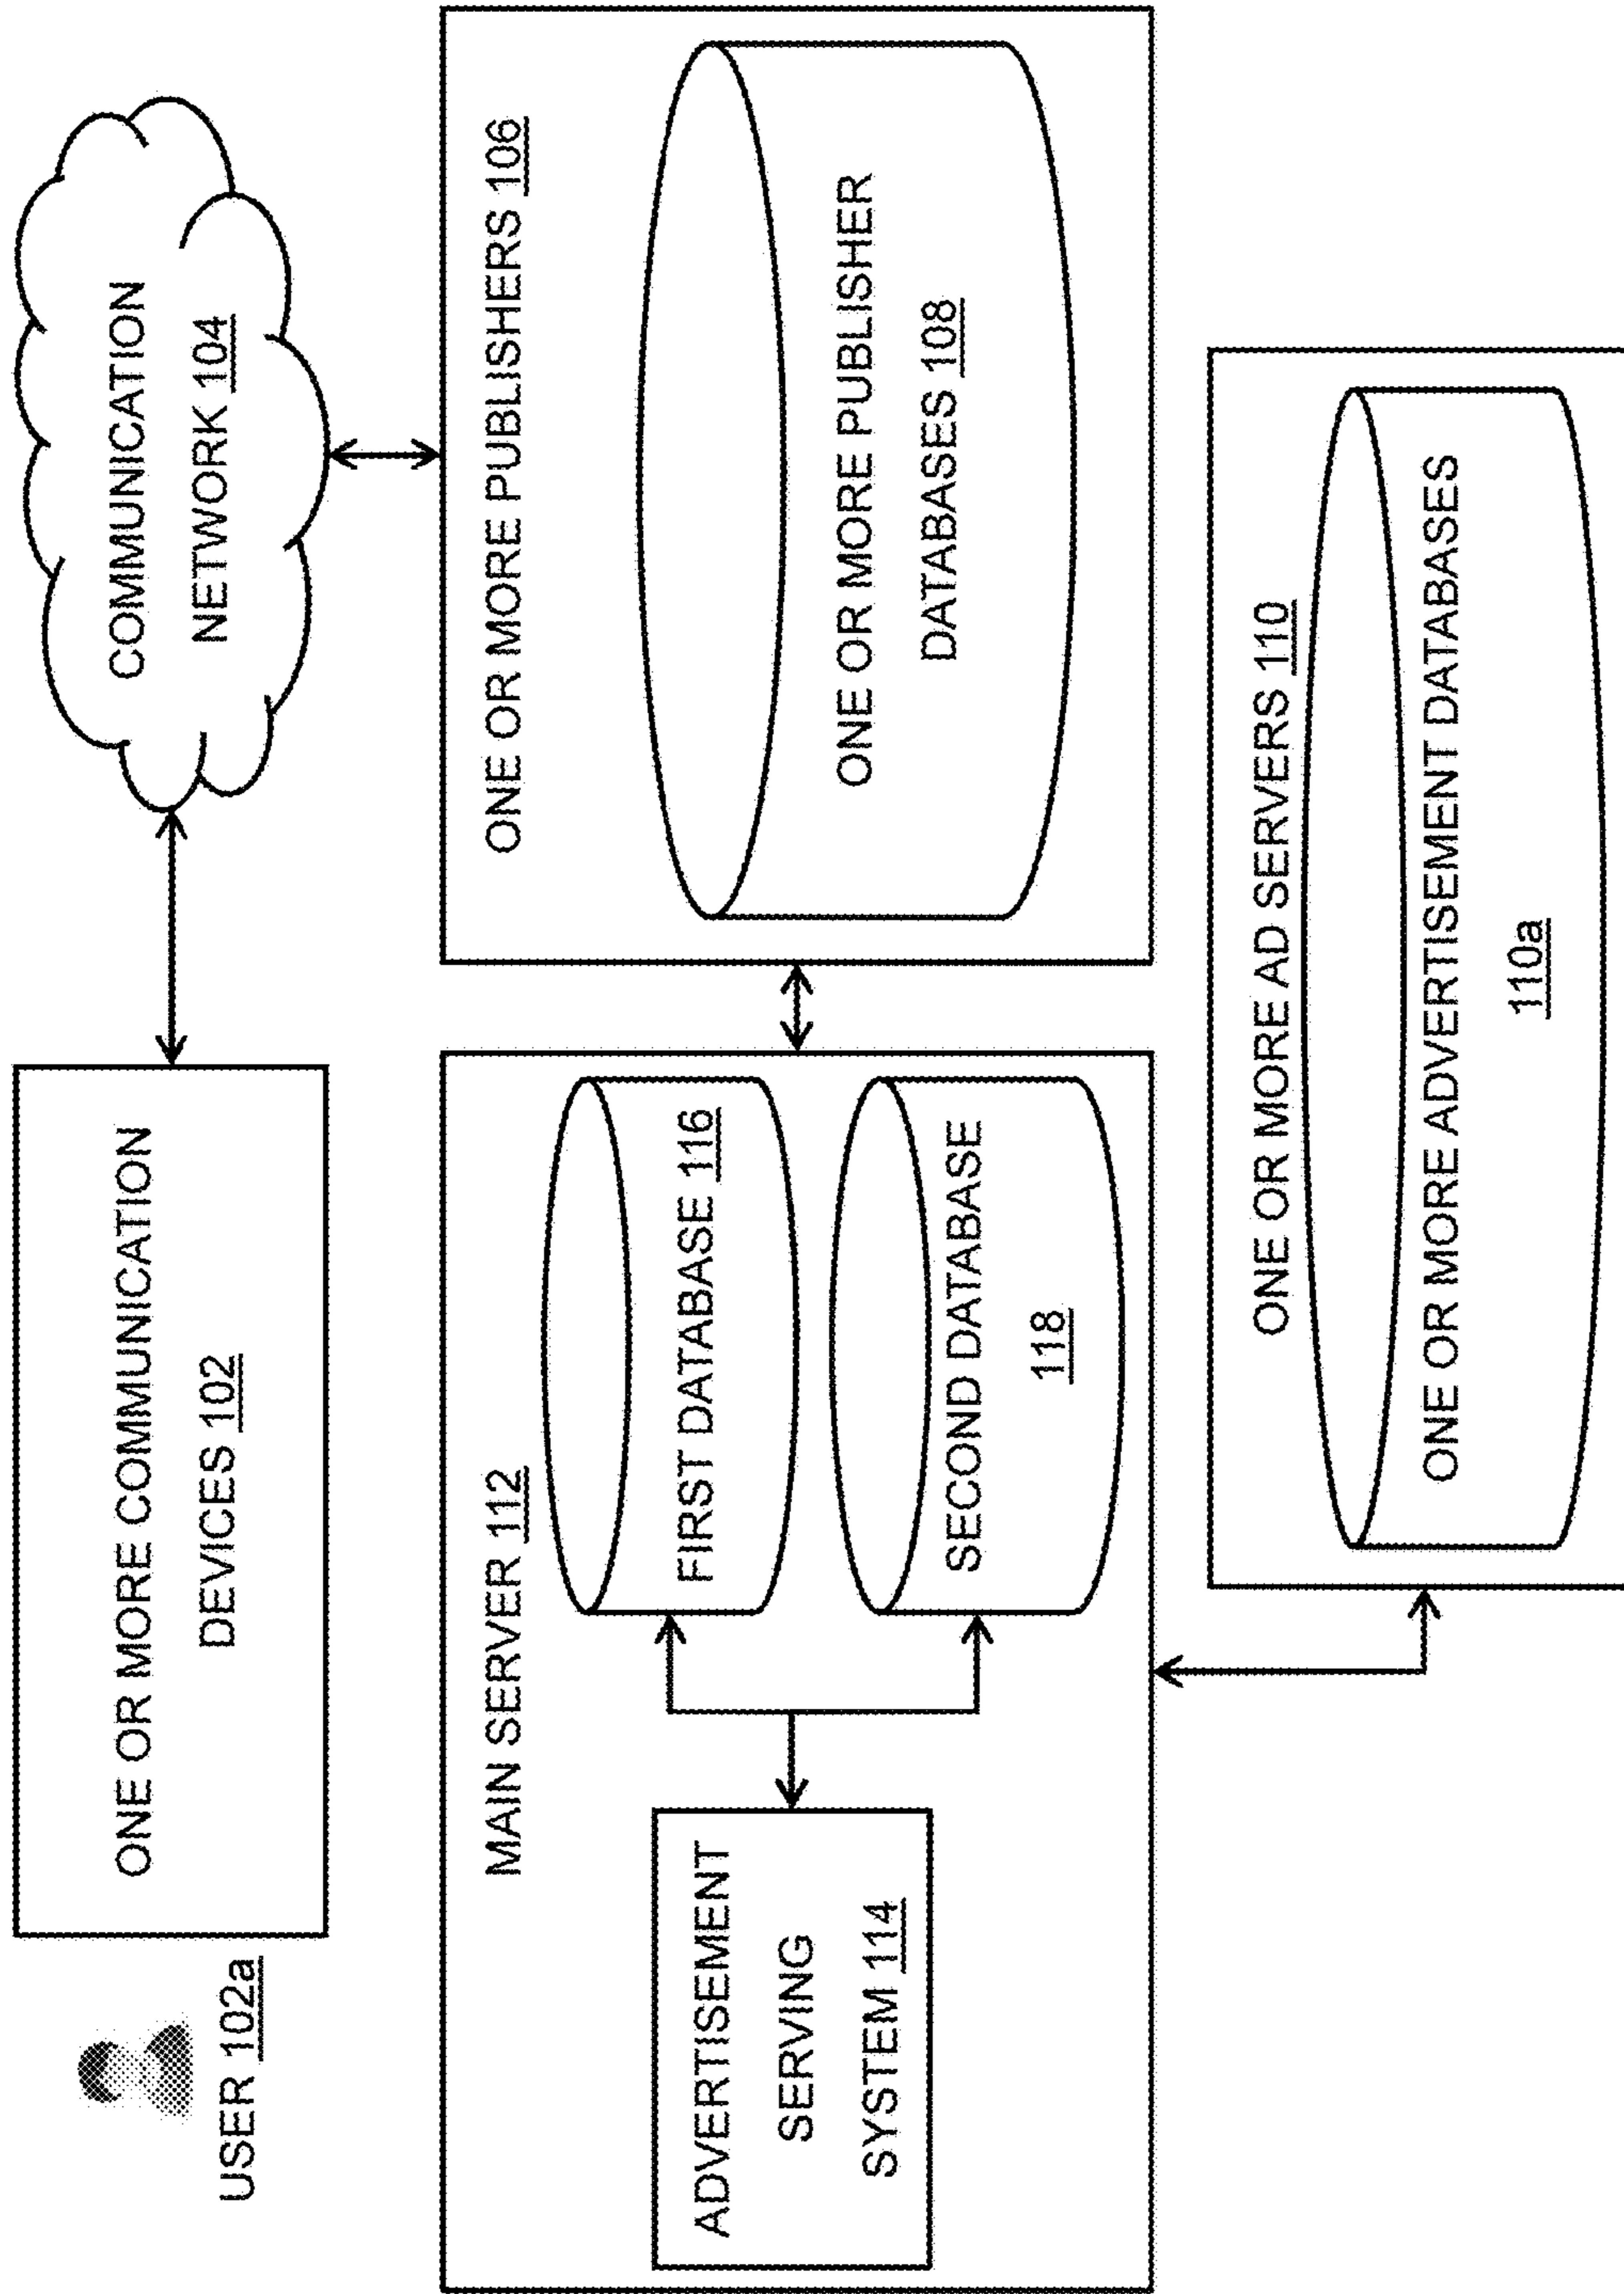 USER 102a
ONE OR MORE COMMUNICATION
DEVICES 102
COMMUNICATION
NETWORK 104
MAIN SERVER 112
ADVERTISEMENT
SERVING
SYSTEM 114
FIRST DATABASE 116
SECOND DATABASE
118
ONE OR MORE PUBLISHERS 106
ONE OR MORE PUBLISHER
DATABASES 108
ONE OR MORE AD SERVERS 110
ONE OR MORE ADVERTISEMENT DATABASES
110a